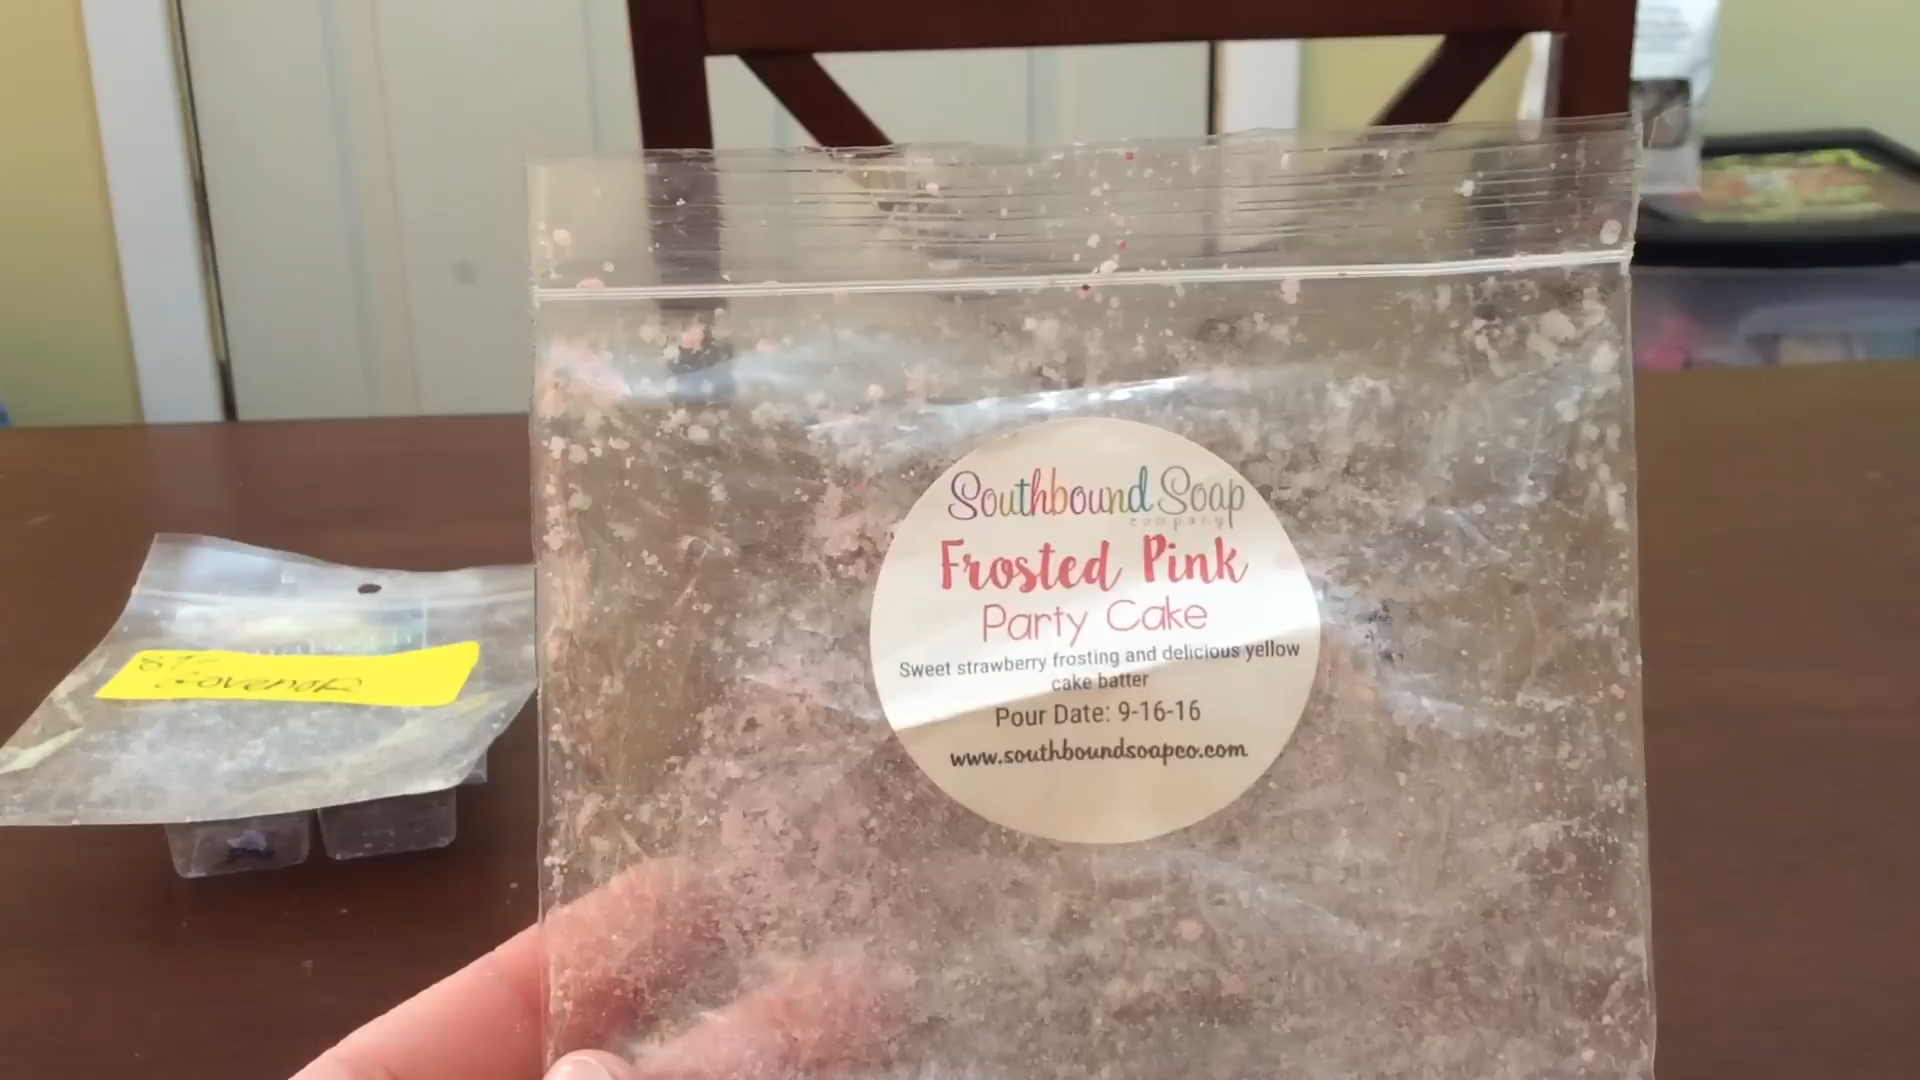 Southbound Soap
company
Frosted Pink
Party Cake
Sweet strawberry frosting and delicious yellow
cake batter
Pour Date: 9-16-16
www.southboundsoapco.com
Govenor